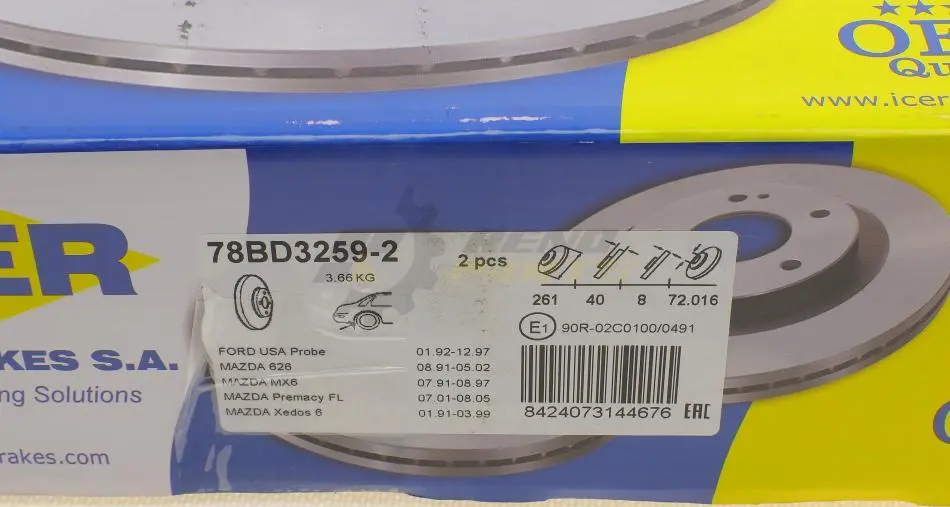 OE
Qu
www.icer
ER
KES S.A.
ng Solutions
rakes.com
78BD3259-2
3.66 KG
2 pcs
261 40 8 72.016
E1 90R-02C0100/0491
FORD USA Probe 01.92-12.97
MAZDA 626 08.91-05.02
MAZDA MX6 07.91-08.97
MAZDA Premacy FL 07.01-08.05
MAZDA Xedos 6 01.91-03.99
8424073144676 EAC